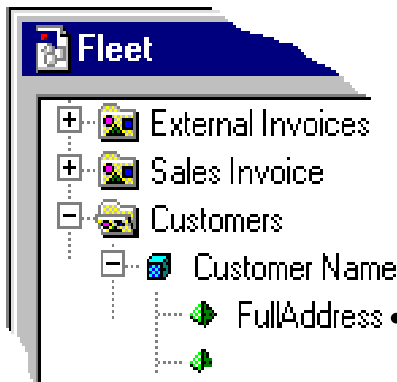 Fleet
External Invoices
Sales Invoice
Customers
Customer Name
FullAddress